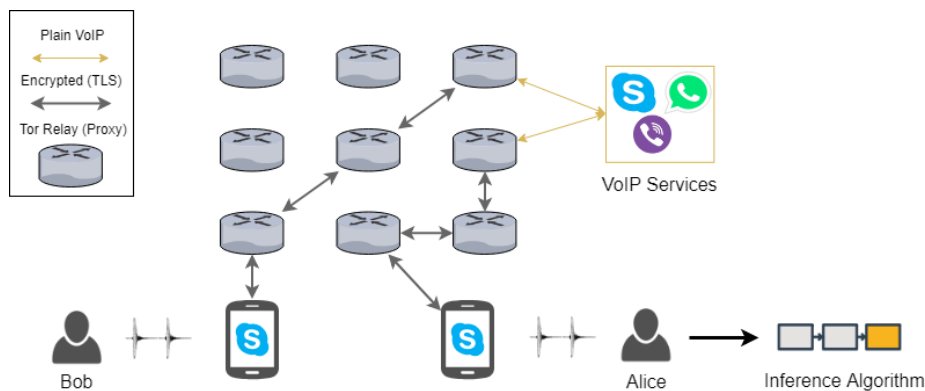 Plain VoIP
Encrypted (TLS)
Tor Relay (Proxy)
VoIP Services
S
S
S
Bob
Alice
Inference Algorithm